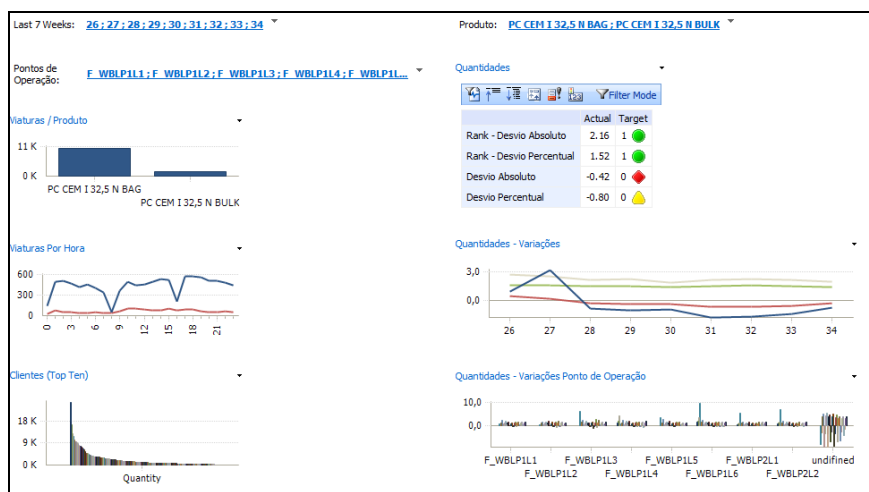 Last 7 Weeks: 26 ; 27 ; 28 ; 29 ; 30 ; 31 ; 32 ; 33 ; 34
Produto: PC CEM I 32,5 N BAG ; PC CEM I 32,5 N BULK
Pontos de
Operação: F_WBLP1L1 ; F_WBLP1L2 ; F_WBLP1L3 ; F_WBLP1L4 ; F_WBLP1L...
Quantidades
Filter Mode
Actual Target
Rank - Desvio Absoluto 2.16 1
Rank - Desvio Percentual 1.52 1
Desvio Absoluto -0.42 0
Desvio Percentual -0.80 0
Viaturas / Produto
11 K
0 K
PC CEM I 32,5 N BAG
PC CEM I 32,5 N BULK
Viaturas Por Hora
600
300
0
0 3 6 8 9 12 15 18 21
Quantidades - Variações
3,0
0,0
26 27 28 29 30 31 32 33 34
Clientes (Top Ten)
18 K
9 K
0 K
Quantity
Quantidades - Variações Ponto de Operação
10,0
0,0
F_WBLP1L1 F_WBLP1L3 F_WBLP1L5 F_WBLP2L1 undifined
F_WBLP1L2 F_WBLP1L4 F_WBLP1L6 F_WBLP2L2